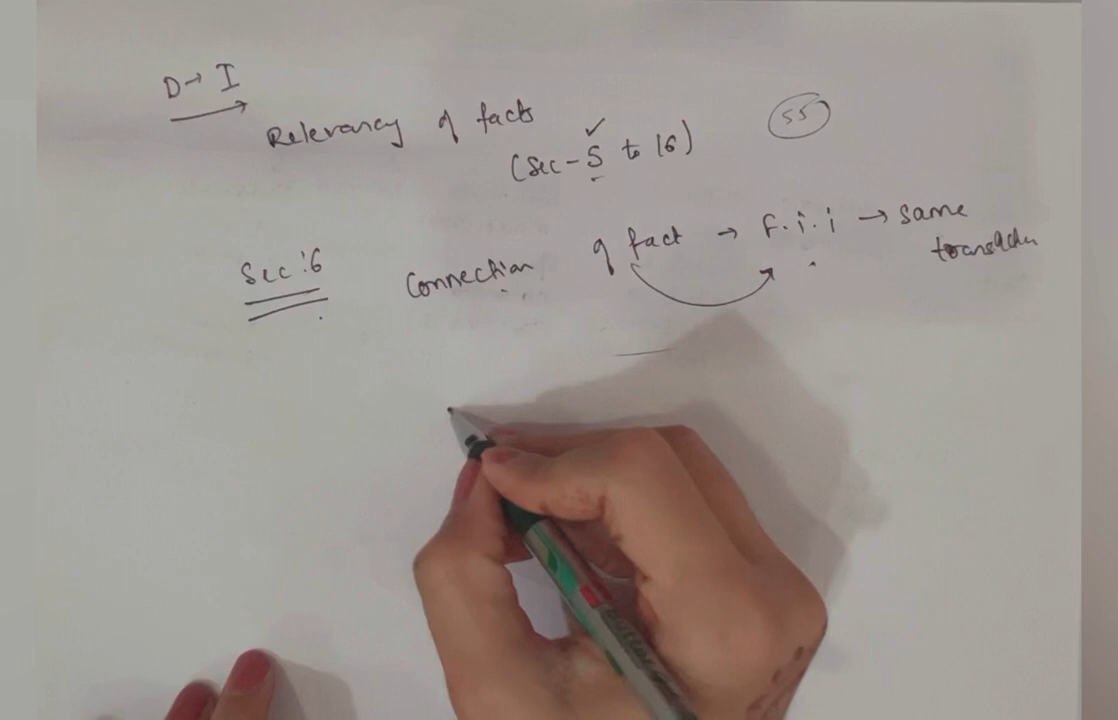 D→ I
Relevancy of facts
(Sec - 5 to 16)
55
Sec: 6 Connection of fact → F.i.i → same
transaction